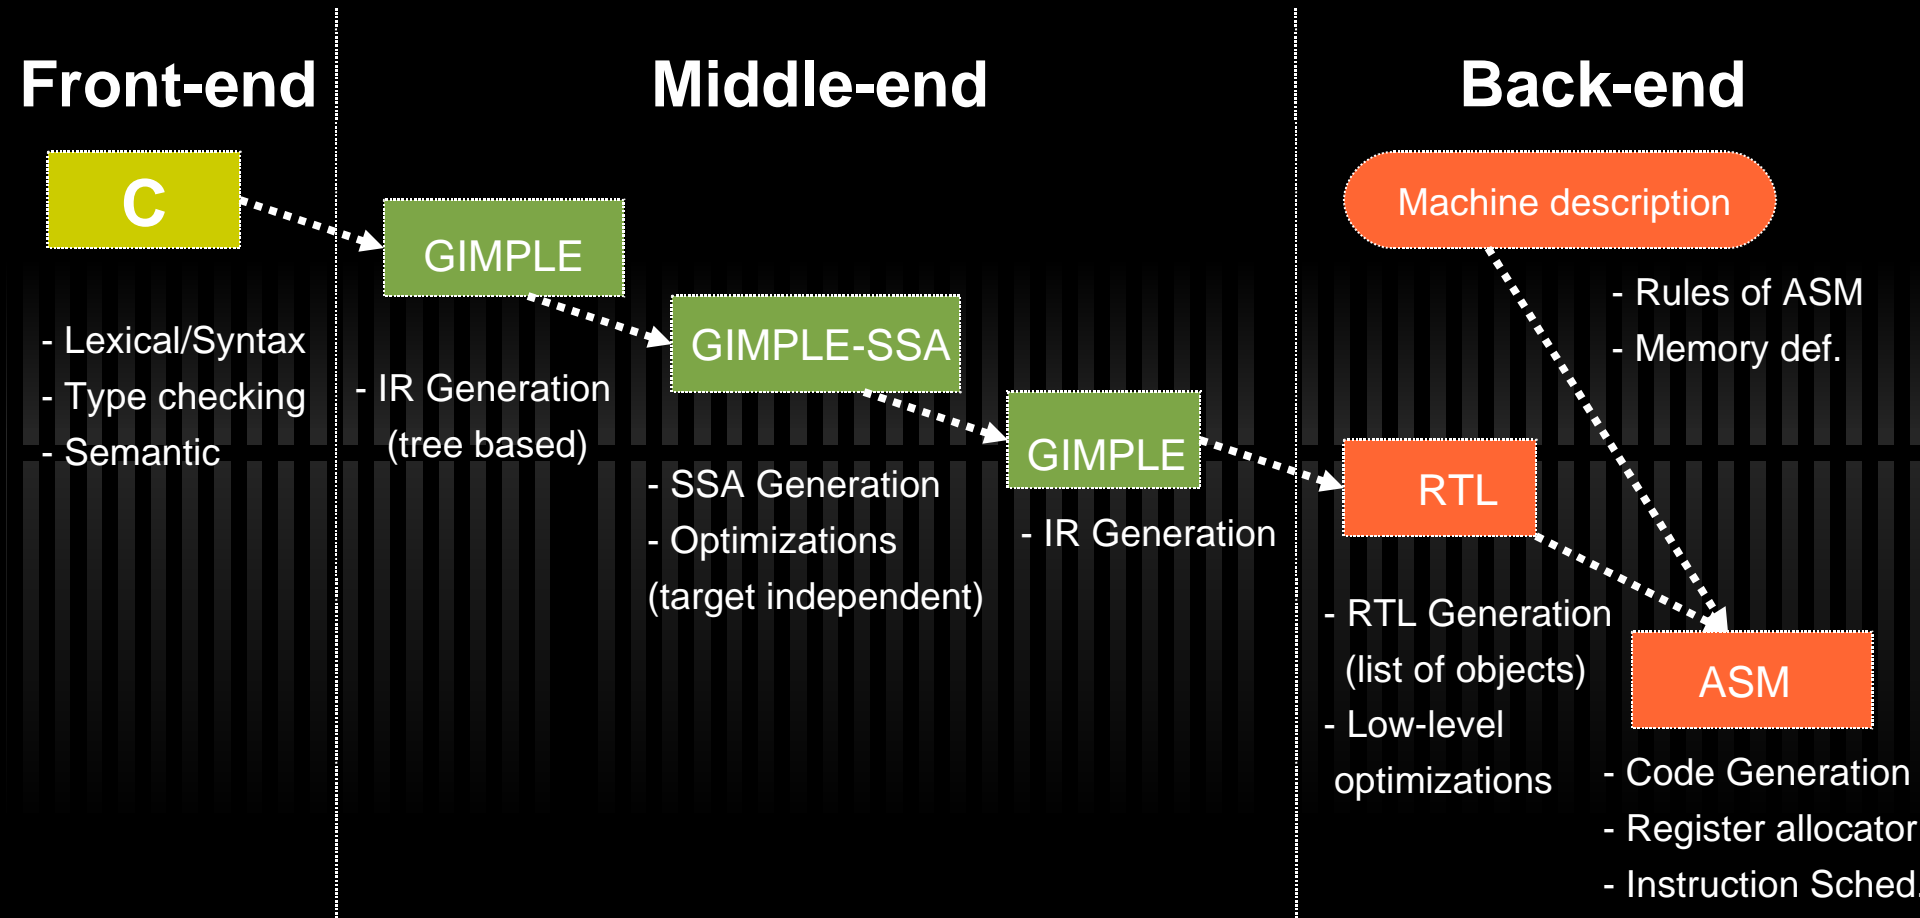 Front-end
Middle-end
Back-end
C
- Lexical/Syntax
- Type checking
- Semantic
GIMPLE
- IR Generation
(tree based)
GIMPLE-SSA
- SSA Generation
- Optimizations
(target independent)
GIMPLE
- IR Generation
Machine description
- Rules of ASM
- Memory def.
RTL
- RTL Generation
(list of objects)
- Low-level
optimizations
ASM
- Code Generation
- Register allocator
- Instruction Sched.